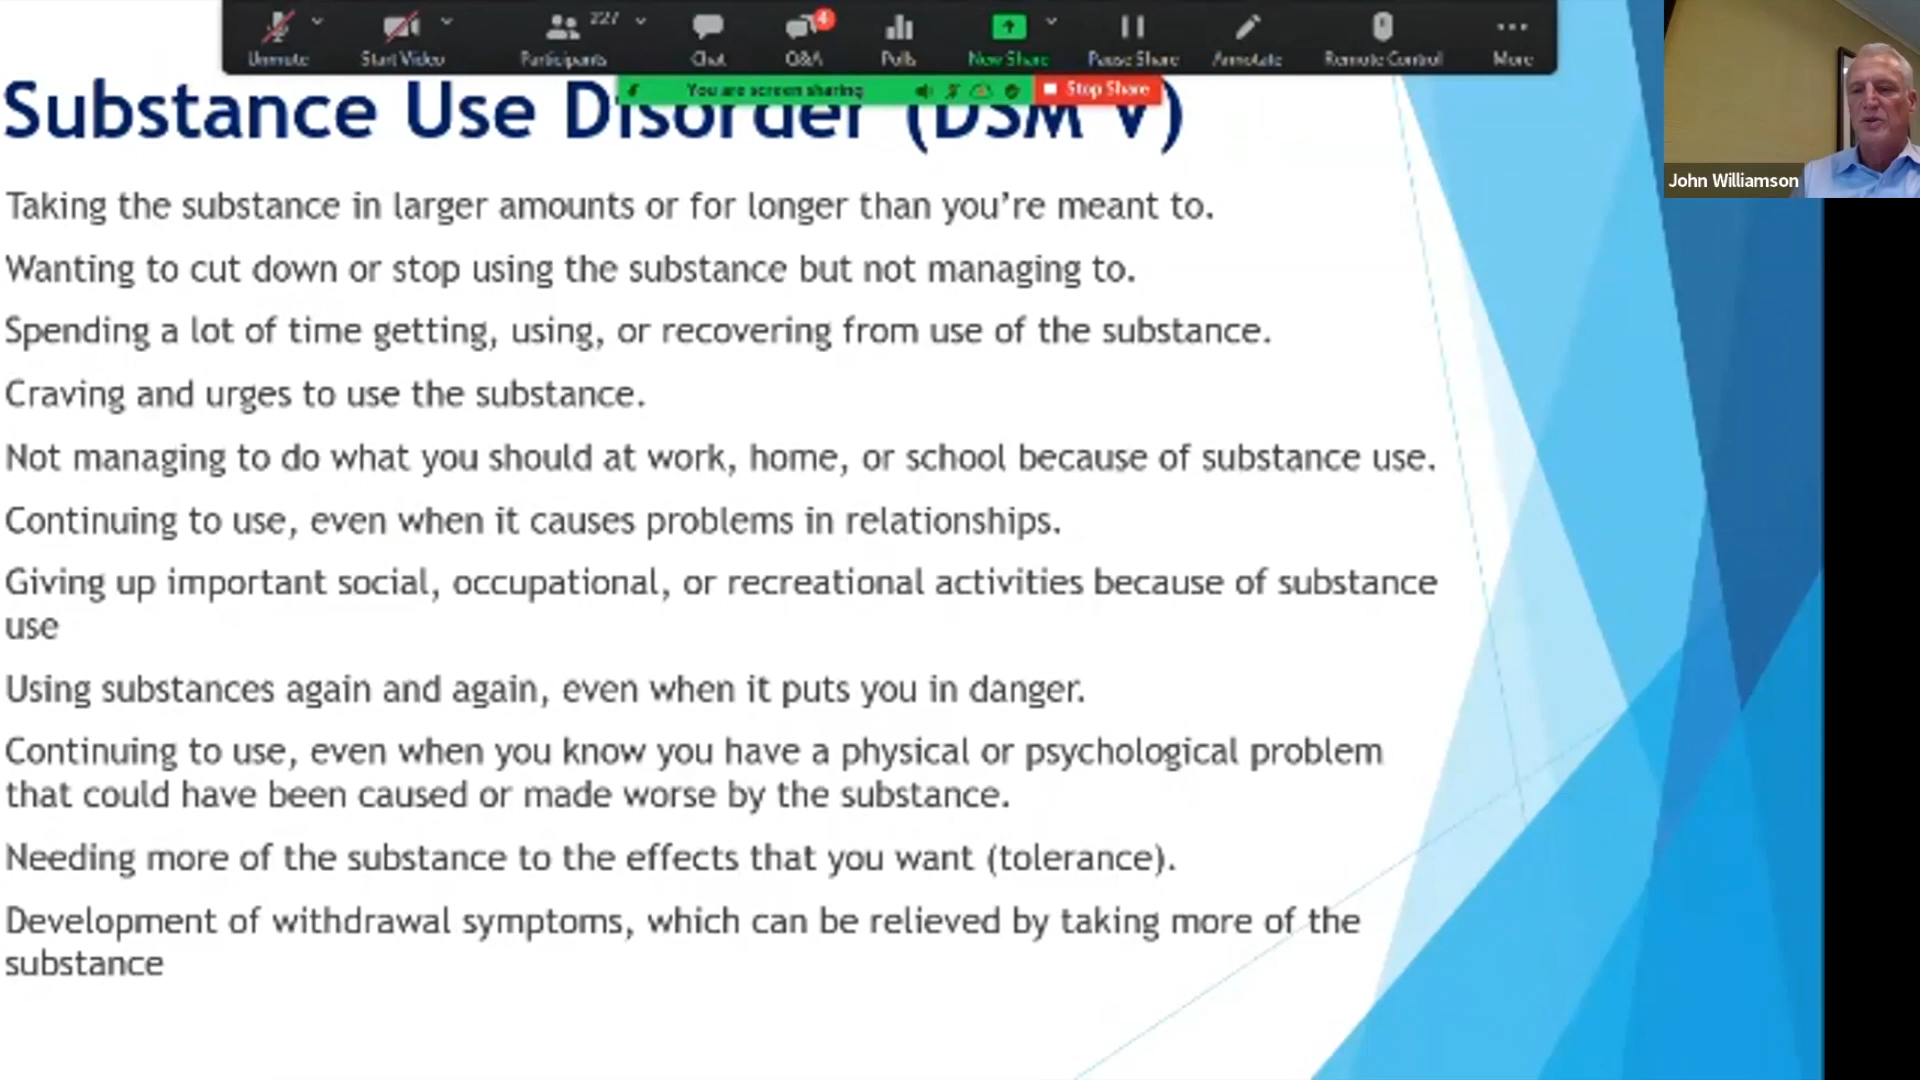 227
4
Unmute
Start Video
Participants
Chat
Q&A
Polls
New Share
Pause Share
Annotate
Remote Control
More
You are screen sharing
Stop Share
John Williamson
Substance Use Disorder (DSM V)
Taking the substance in larger amounts or for longer than you’re meant to.
Wanting to cut down or stop using the substance but not managing to.
Spending a lot of time getting, using, or recovering from use of the substance.
Craving and urges to use the substance.
Not managing to do what you should at work, home, or school because of substance use.
Continuing to use, even when it causes problems in relationships.
Giving up important social, occupational, or recreational activities because of substance
use
Using substances again and again, even when it puts you in danger.
Continuing to use, even when you know you have a physical or psychological problem
that could have been caused or made worse by the substance.
Needing more of the substance to the effects that you want (tolerance).
Development of withdrawal symptoms, which can be relieved by taking more of the
substance